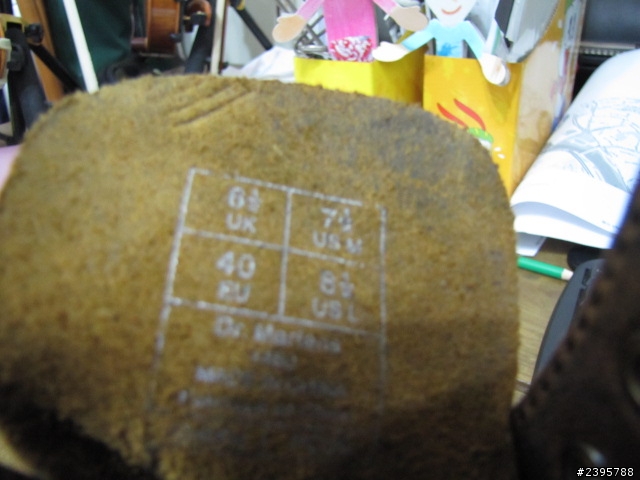 6½ 7½
UK US M
40 8½
EU US L
Dr. Martens
#2395788